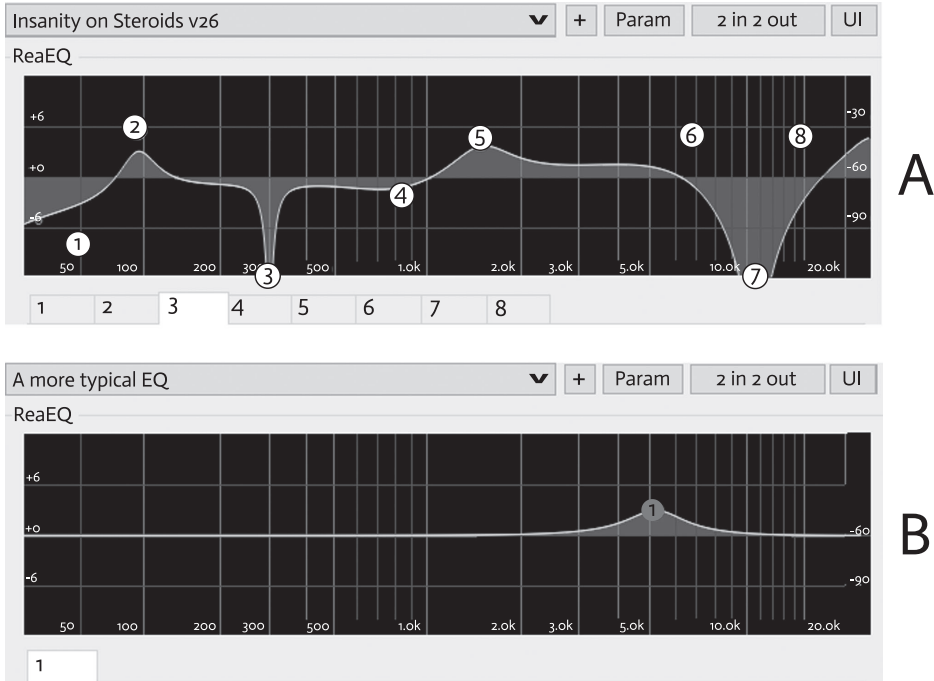 Insanity on Steroids v26 + Param 2 in 2 out UI
ReaEQ
+6 -30
+0 -60
-6 -90
1 2 3 4 5 6 7 8
50 100 200 300 500 1.0k 2.0k 3.0k 5.0k 10.0k 20.0k
1 2 3 4 5 6 7 8
A
A more typical EQ + Param 2 in 2 out UI
ReaEQ
+6
+0 -60
-6 -90
1
50 100 200 300 500 1.0k 2.0k 3.0k 5.0k 10.0k 20.0k
1
B